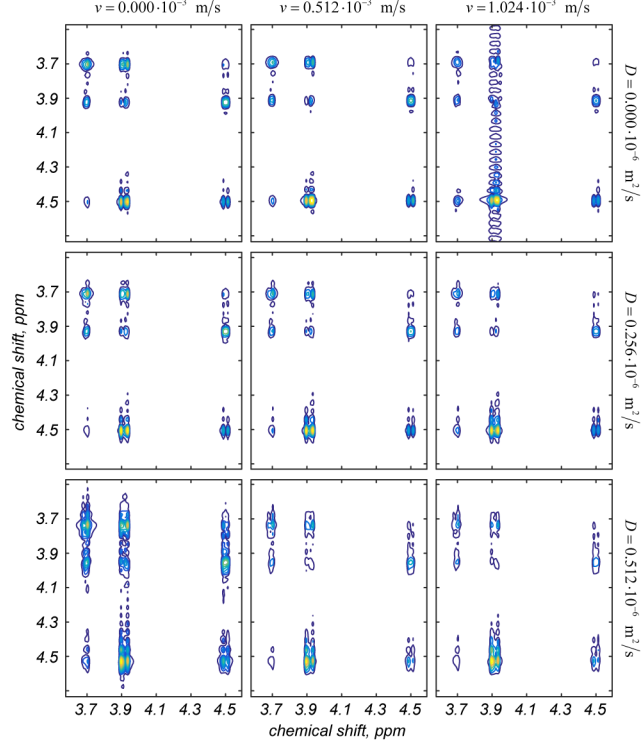 v = 0.000·10⁻³ m/s
v = 0.512·10⁻³ m/s
v = 1.024·10⁻³ m/s
3.7
3.9
4.1
4.3
4.5
D = 0.000·10⁻⁶ m²/s
3.7
3.9
4.1
4.3
4.5
chemical shift, ppm
D = 0.256·10⁻⁶ m²/s
3.7
3.9
4.1
4.3
4.5
D = 0.512·10⁻⁶ m²/s
3.7 3.9 4.1 4.3 4.5 3.7 3.9 4.1 4.3 4.5 3.7 3.9 4.1 4.3 4.5
chemical shift, ppm